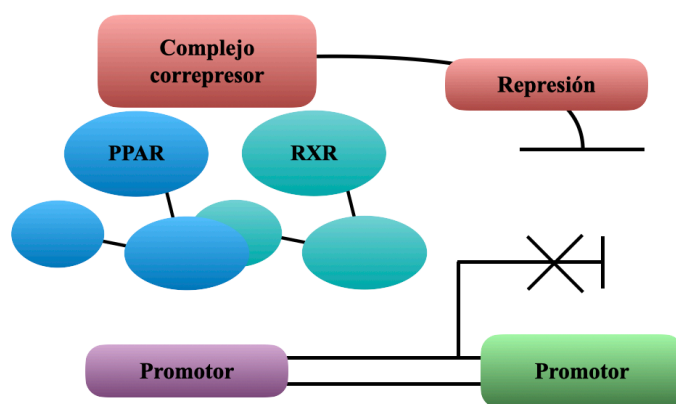 Complejo
correpresor
Represión
PPAR
RXR
Promotor
Promotor